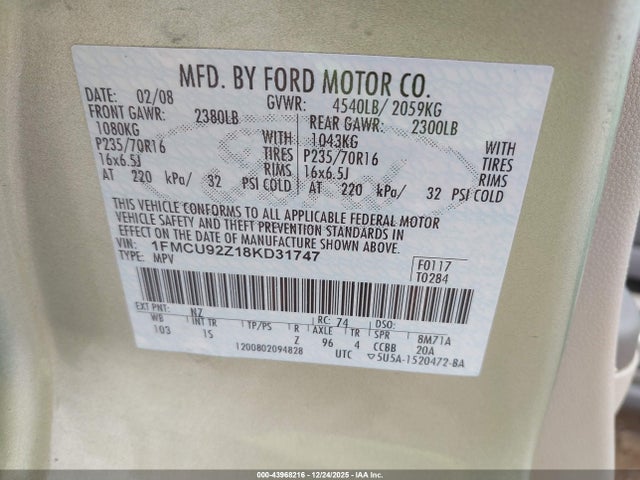 MFD. BY FORD MOTOR CO.
DATE: 02/08 GVWR: 4540LB/ 2059KG
FRONT GAWR: 2380LB REAR GAWR: 2300LB
1080KG WITH 1043KG WITH
P235/70R16 TIRES P235/70R16 TIRES
16x6.5J RIMS 16x6.5J RIMS
AT 220 kPa/ 32 PSI COLD AT 220 kPa/ 32 PSI COLD
THIS VEHICLE CONFORMS TO ALL APPLICABLE FEDERAL MOTOR
VEHICLE SAFETY AND THEFT PREVENTION STANDARDS IN
EFFECT ON THE DATE OF MANUFACTURE SHOWN ABOVE.
VIN: 1FMCU92Z18KD31747
TYPE: MPV
F0117
T0284
EXT PNT: NZ RC: 74 DSO:
WB INT TR TP/PS R AXLE TR SPR 8M71A
103 IS Z 96 4 CCBB 20A
1200802094828 UTC ▽5U5A-1520472-BA
000-43968216 - 12/24/2025 - IAA Inc.